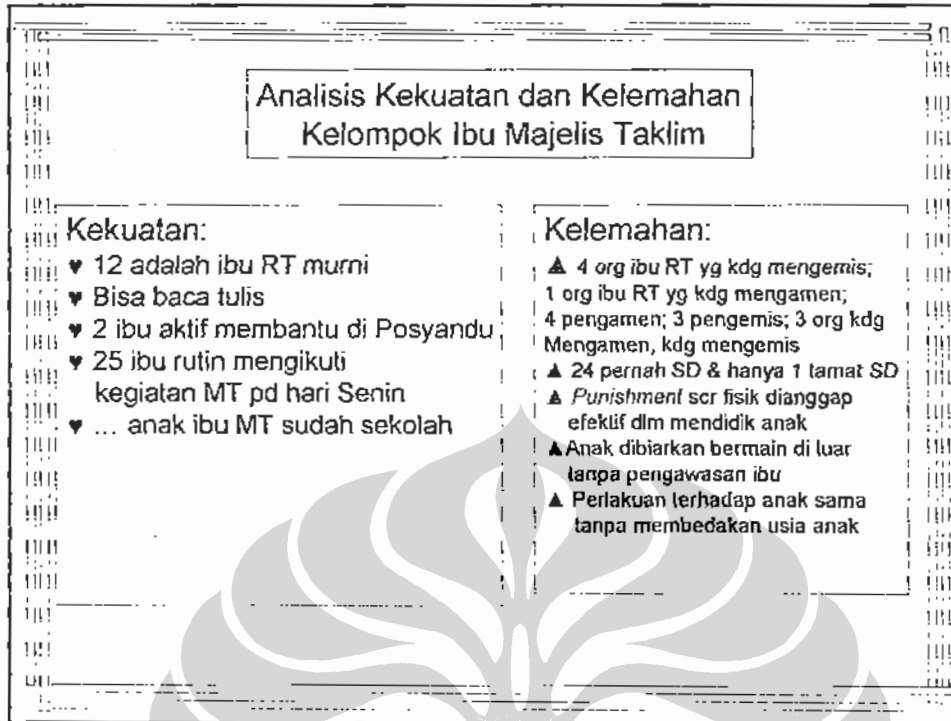 Analisis Kekuatan dan Kelemahan
Kelompok Ibu Majelis Taklim
Kekuatan:
♥ 12 adalah ibu RT murni
♥ Bisa baca tulis
♥ 2 ibu aktif membantu di Posyandu
♥ 25 ibu rutin mengikuti
kegiatan MT pd hari Senin
♥ ... anak ibu MT sudah sekolah
Kelemahan:
▲ 4 org ibu RT yg kdg mengemis;
1 org ibu RT yg kdg mengamen;
4 pengamen; 3 pengemis; 3 org kdg
Mengamen, kdg mengemis
▲ 24 pernah SD & hanya 1 tamat SD
▲ Punishment scr fisik dianggap
efektif dlm mendidik anak
▲ Anak dibiarkan bermain di luar
tanpa pengawasan ibu
▲ Perlakuan terhadap anak sama
tanpa membedakan usia anak